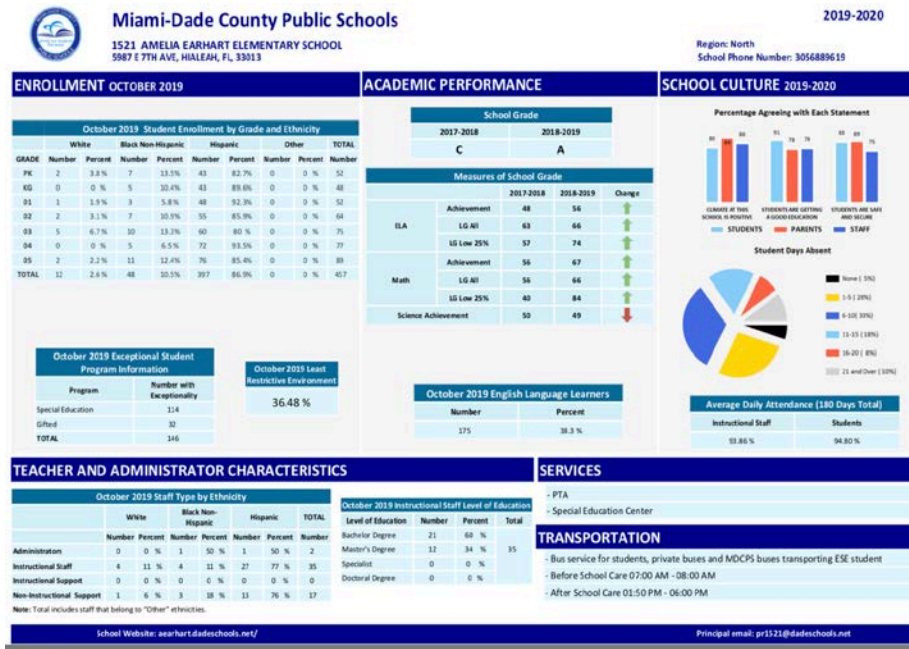 Miami-Dade County Public Schools
2019-2020
1521 AMELIA EARHART ELEMENTARY SCHOOL
5987 E 7TH AVE, HIALEAH, FL, 33013
Region: North
School Phone Number: 3056889619
ENROLLMENT OCTOBER 2019
October 2019 Student Enrollment by Grade and Ethnicity
White Black Non-Hispanic Hispanic Other TOTAL
GRADE Number Percent Number Percent Number Percent Number Percent Number
PK 2 3.8 % 7 13.5% 43 82.7% 0 0 % 52
KG 0 0 % 5 10.4% 43 89.6% 0 0 % 48
01 1 1.9% 3 5.8% 48 92.3% 0 0 % 52
02 2 3.1% 7 10.9% 55 85.9% 0 0 % 64
03 5 6.7% 10 13.3% 60 80 % 0 0 % 75
04 0 0 % 5 6.5% 72 93.5% 0 0 % 77
05 2 2.2% 11 12.4% 76 85.4% 0 0 % 89
TOTAL 12 2.6% 48 10.5% 397 86.9% 0 0 % 457
October 2019 Exceptional Student
Program Information
Program Number with
Exceptionality
Special Education 114
Gifted 32
TOTAL 146
October 2019 Least
Restrictive Environment
36.48 %
ACADEMIC PERFORMANCE
School Grade
2017-2018 2018-2019
C A
Measures of School Grade
2017-2018 2018-2019 Change
ELA
Achievement 48 56
LG All 63 66
LG Low 25% 57 74
Math
Achievement 56 67
LG All 56 66
LG Low 25% 40 84
Science Achievement 50 49
October 2019 English Language Learners
Number Percent
175 38.3 %
SCHOOL CULTURE 2019-2020
Percentage Agreeing with Each Statement
91 78 78
88 89 75
CLIMATE AT THIS
SCHOOL IS POSITIVE
STUDENTS ARE GETTING
A GOOD EDUCATION
STUDENTS ARE SAFE
AND SECURE
STUDENTS PARENTS STAFF
Student Days Absent
None ( 5%)
1-5 ( 28%)
6-10( 33%)
11-15 (18%)
16-20 ( 8%)
21 and Over ( 10%)
Average Daily Attendance (180 Days Total)
Instructional Staff Students
93.86 % 94.80 %
TEACHER AND ADMINISTRATOR CHARACTERISTICS
October 2019 Staff Type by Ethnicity
White Black Non-
Hispanic Hispanic TOTAL
Number Percent Number Percent Number Percent Number
Administrators 0 0 % 1 50 % 1 50 % 2
Instructional Staff 4 11 % 4 11 % 27 77 % 35
Instructional Support 0 0 % 0 0 % 0 0 % 0
Non-Instructional Support 1 6 % 3 18 % 13 76 % 17
Note: Total includes staff that belong to "Other" ethnicities.
October 2019 Instructional Staff Level of Education
Level of Education Number Percent Total
Bachelor Degree 21 60 %
Master's Degree 12 34 % 35
Specialist 0 0 %
Doctoral Degree 0 0 %
SERVICES
- PTA
- Special Education Center
TRANSPORTATION
- Bus service for students, private buses and MDCPS buses transporting ESE student
- Before School Care 07:00 AM - 08:00 AM
- After School Care 01:50 PM - 06:00 PM
School Website: aearhart.dadeschools.net/
Principal email: pr1521@dadeschools.net